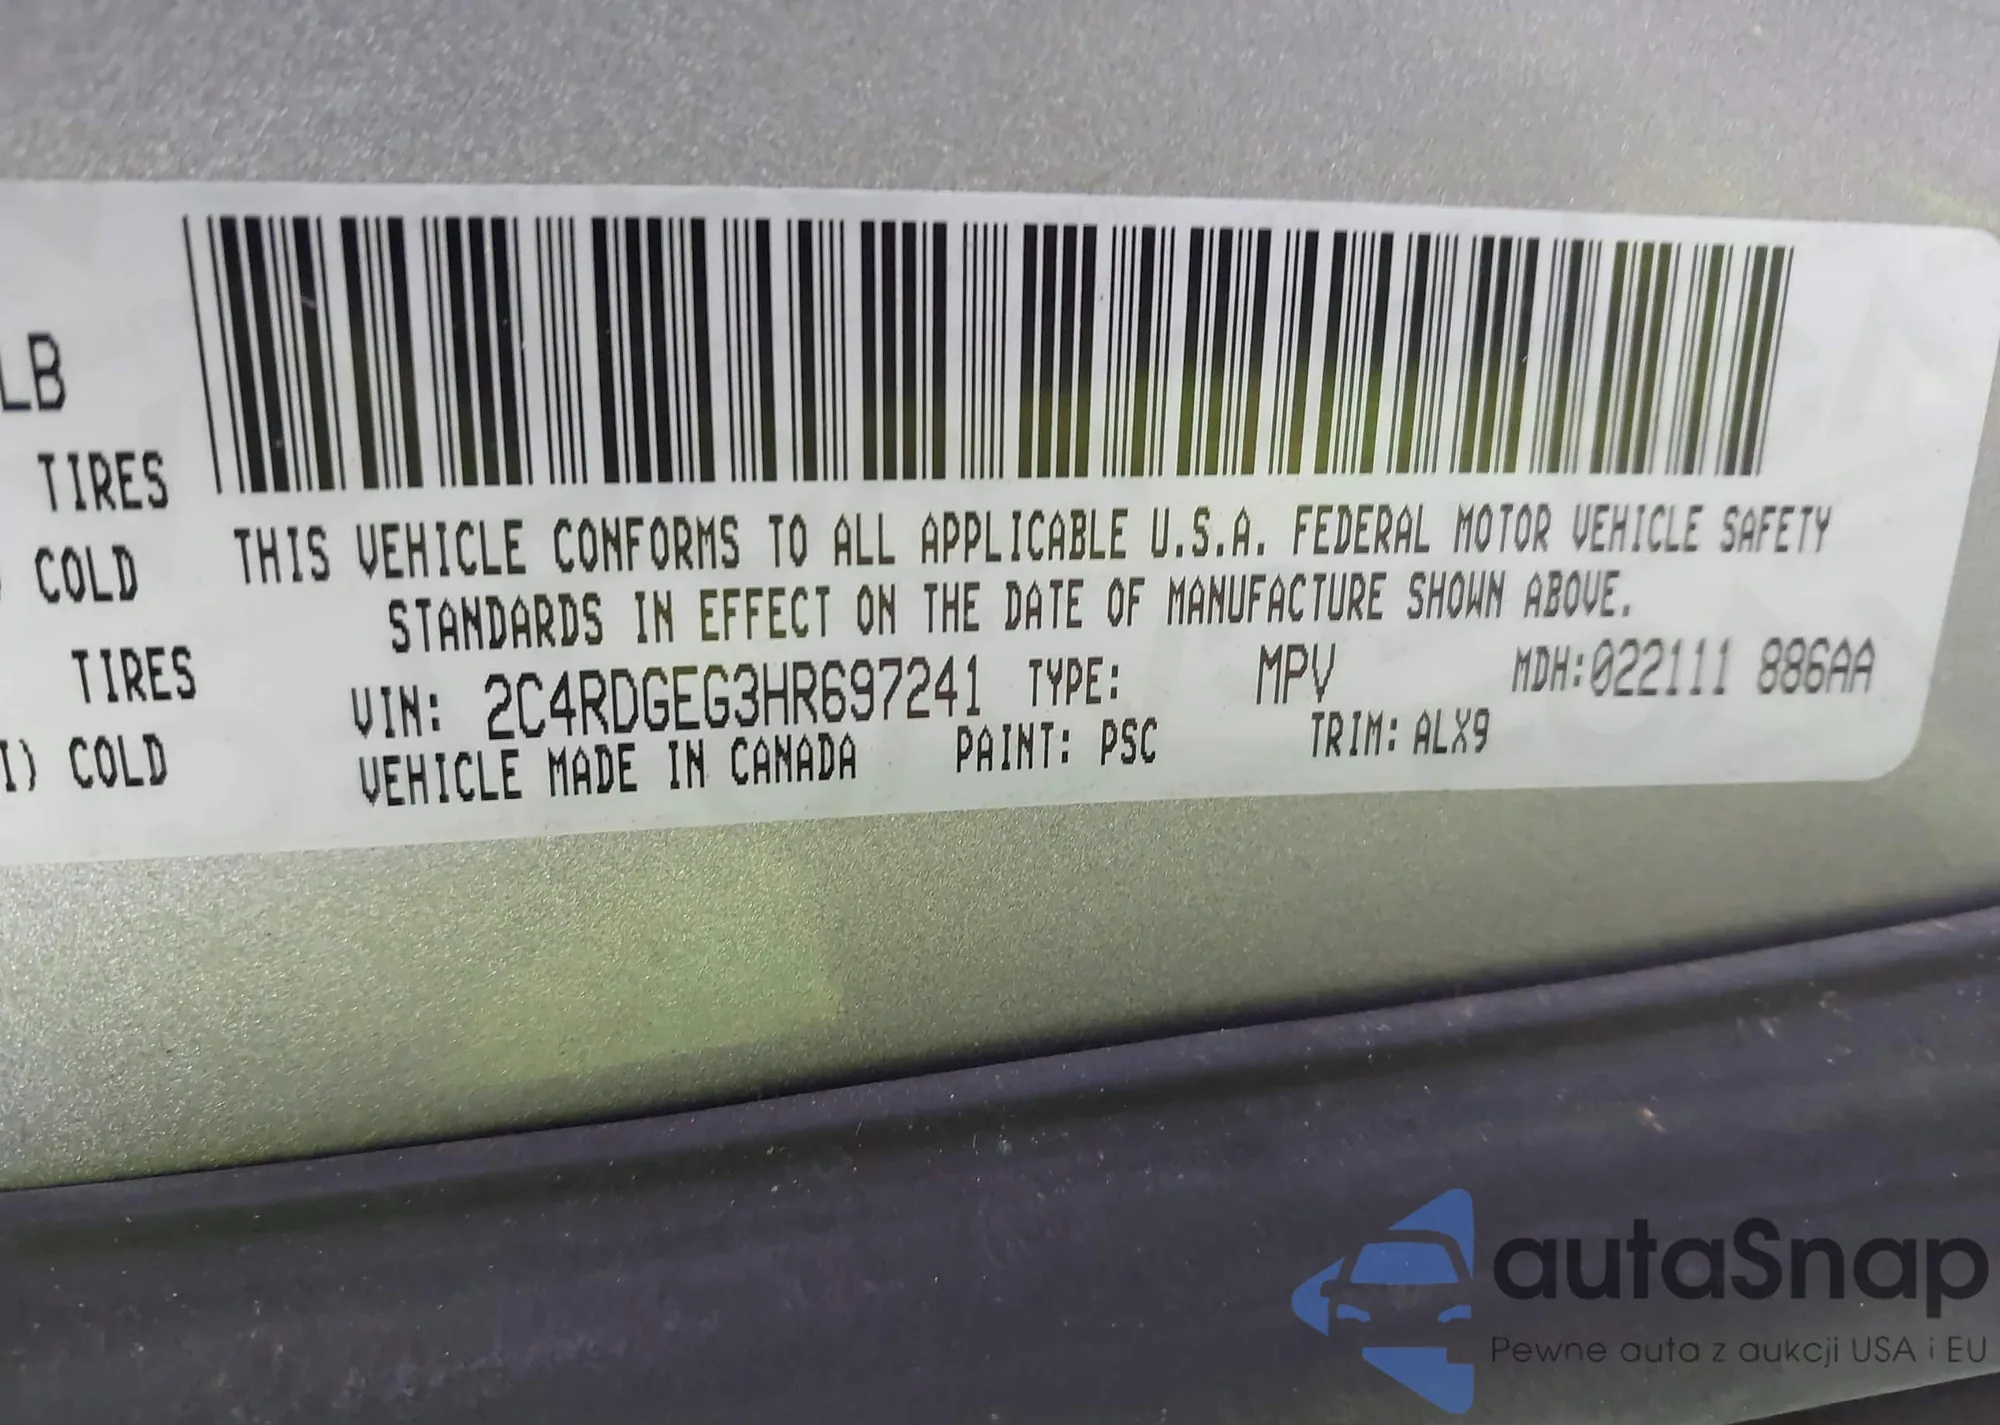 LB
TIRES
COLD
TIRES
I) COLD
THIS VEHICLE CONFORMS TO ALL APPLICABLE U.S.A. FEDERAL MOTOR VEHICLE SAFETY
STANDARDS IN EFFECT ON THE DATE OF MANUFACTURE SHOWN ABOVE.
VIN: 2C4RDGEG3HR697241 TYPE: MPV MDH:022111 886AA
VEHICLE MADE IN CANADA PAINT: PSC TRIM: ALX9
autaSnap
Pewne auta z aukcji USA i EU